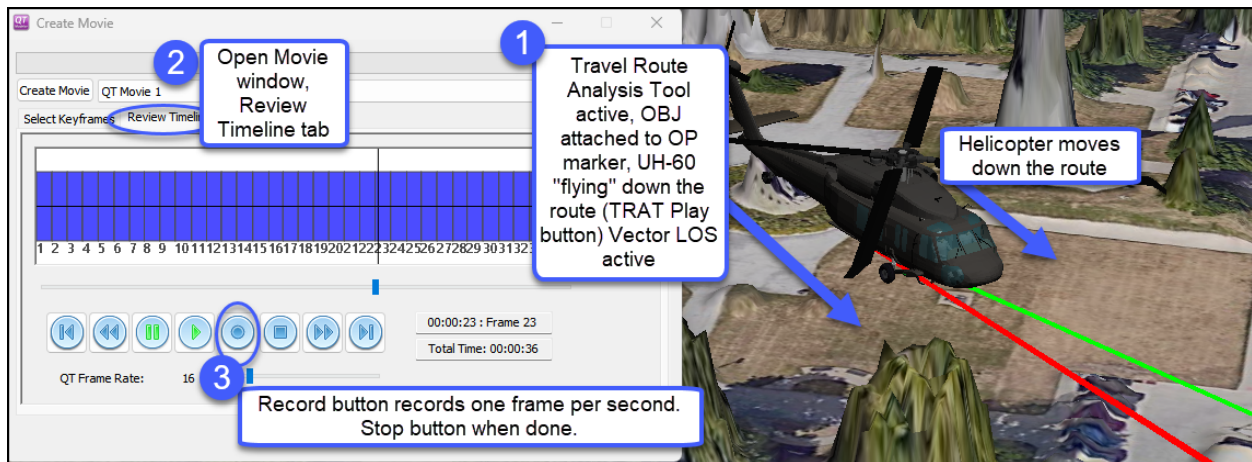 QT Create Movie
1
2
Open Movie
window,
Review
Timeline tab
Travel Route
Analysis Tool
active, OBJ
attached to OP
marker, UH-60
"flying" down the
route (TRAT Play
button) Vector LOS
active
Helicopter moves
down the route
Create Movie QT Movie 1
Select Keyframes Review
1 2 3 4 5 6 7 8 9 10 11 12 13 14 15 16 17 18 19 20 21 22 23 24 25 26 27 28 29 30 31 32
00:00:23 : Frame 23
Total Time: 00:00:36
QT Frame Rate: 16
3
Record button records one frame per second.
Stop button when done.